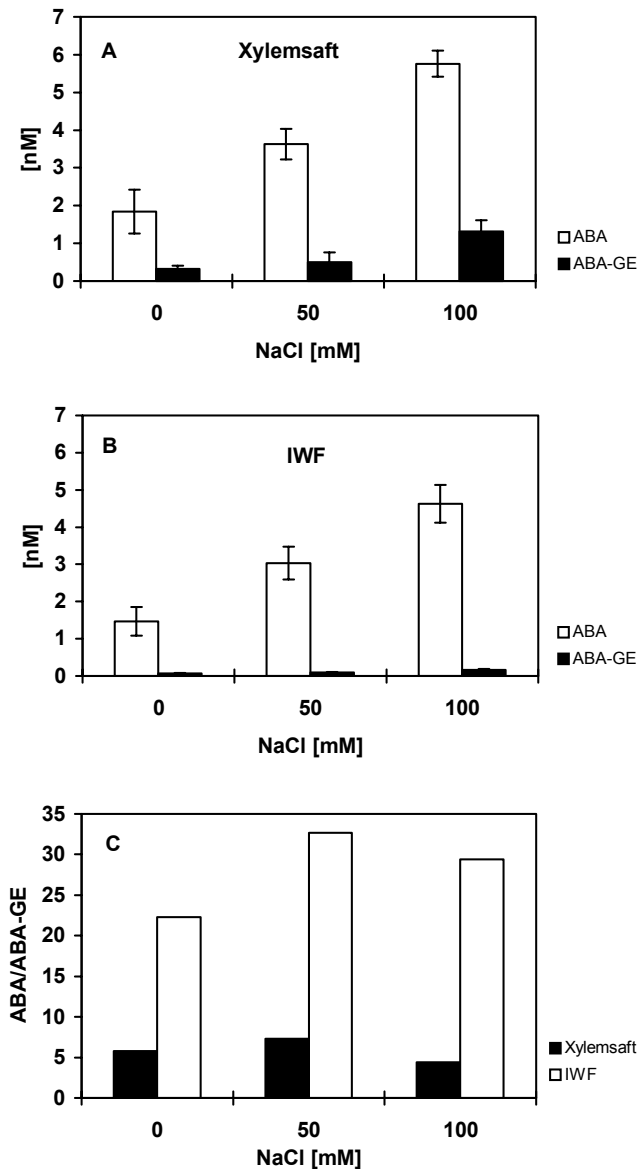 A
Xylemsaft
7
6
5
4
3
2
1
0
[nM]
0 50 100
NaCl [mM]
ABA
ABA-GE
B
IWF
7
6
5
4
3
2
1
0
[nM]
0 50 100
NaCl [mM]
ABA
ABA-GE
C
35
30
25
20
15
10
5
0
ABA/ABA-GE
0 50 100
NaCl [mM]
Xylemsaft
IWF